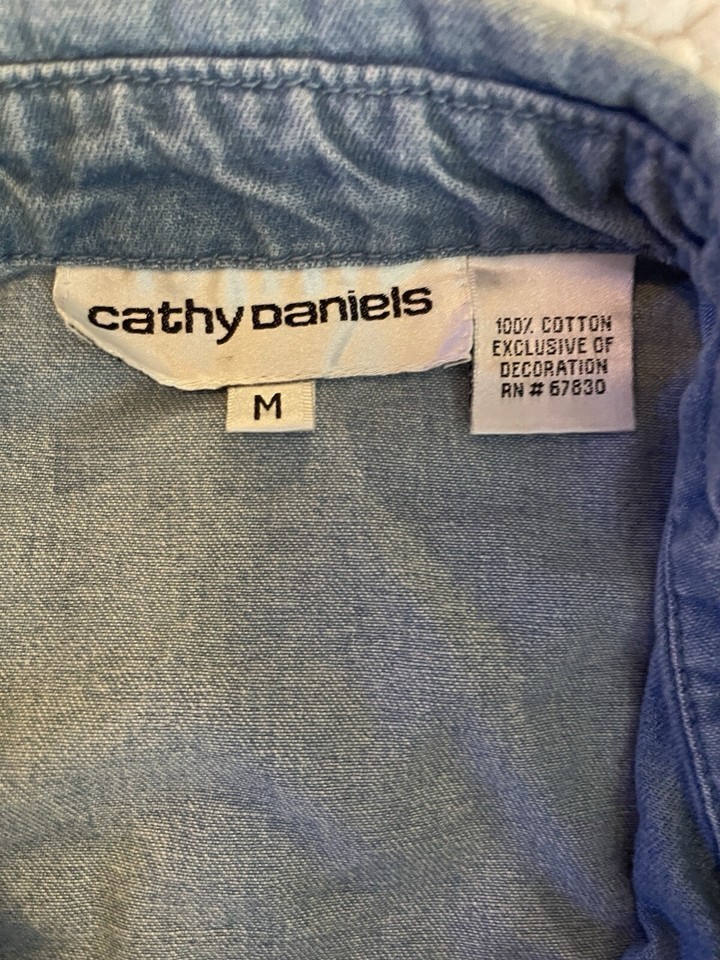 cathy Daniels
M
100% COTTON
EXCLUSIVE OF
DECORATION
RN # 67830